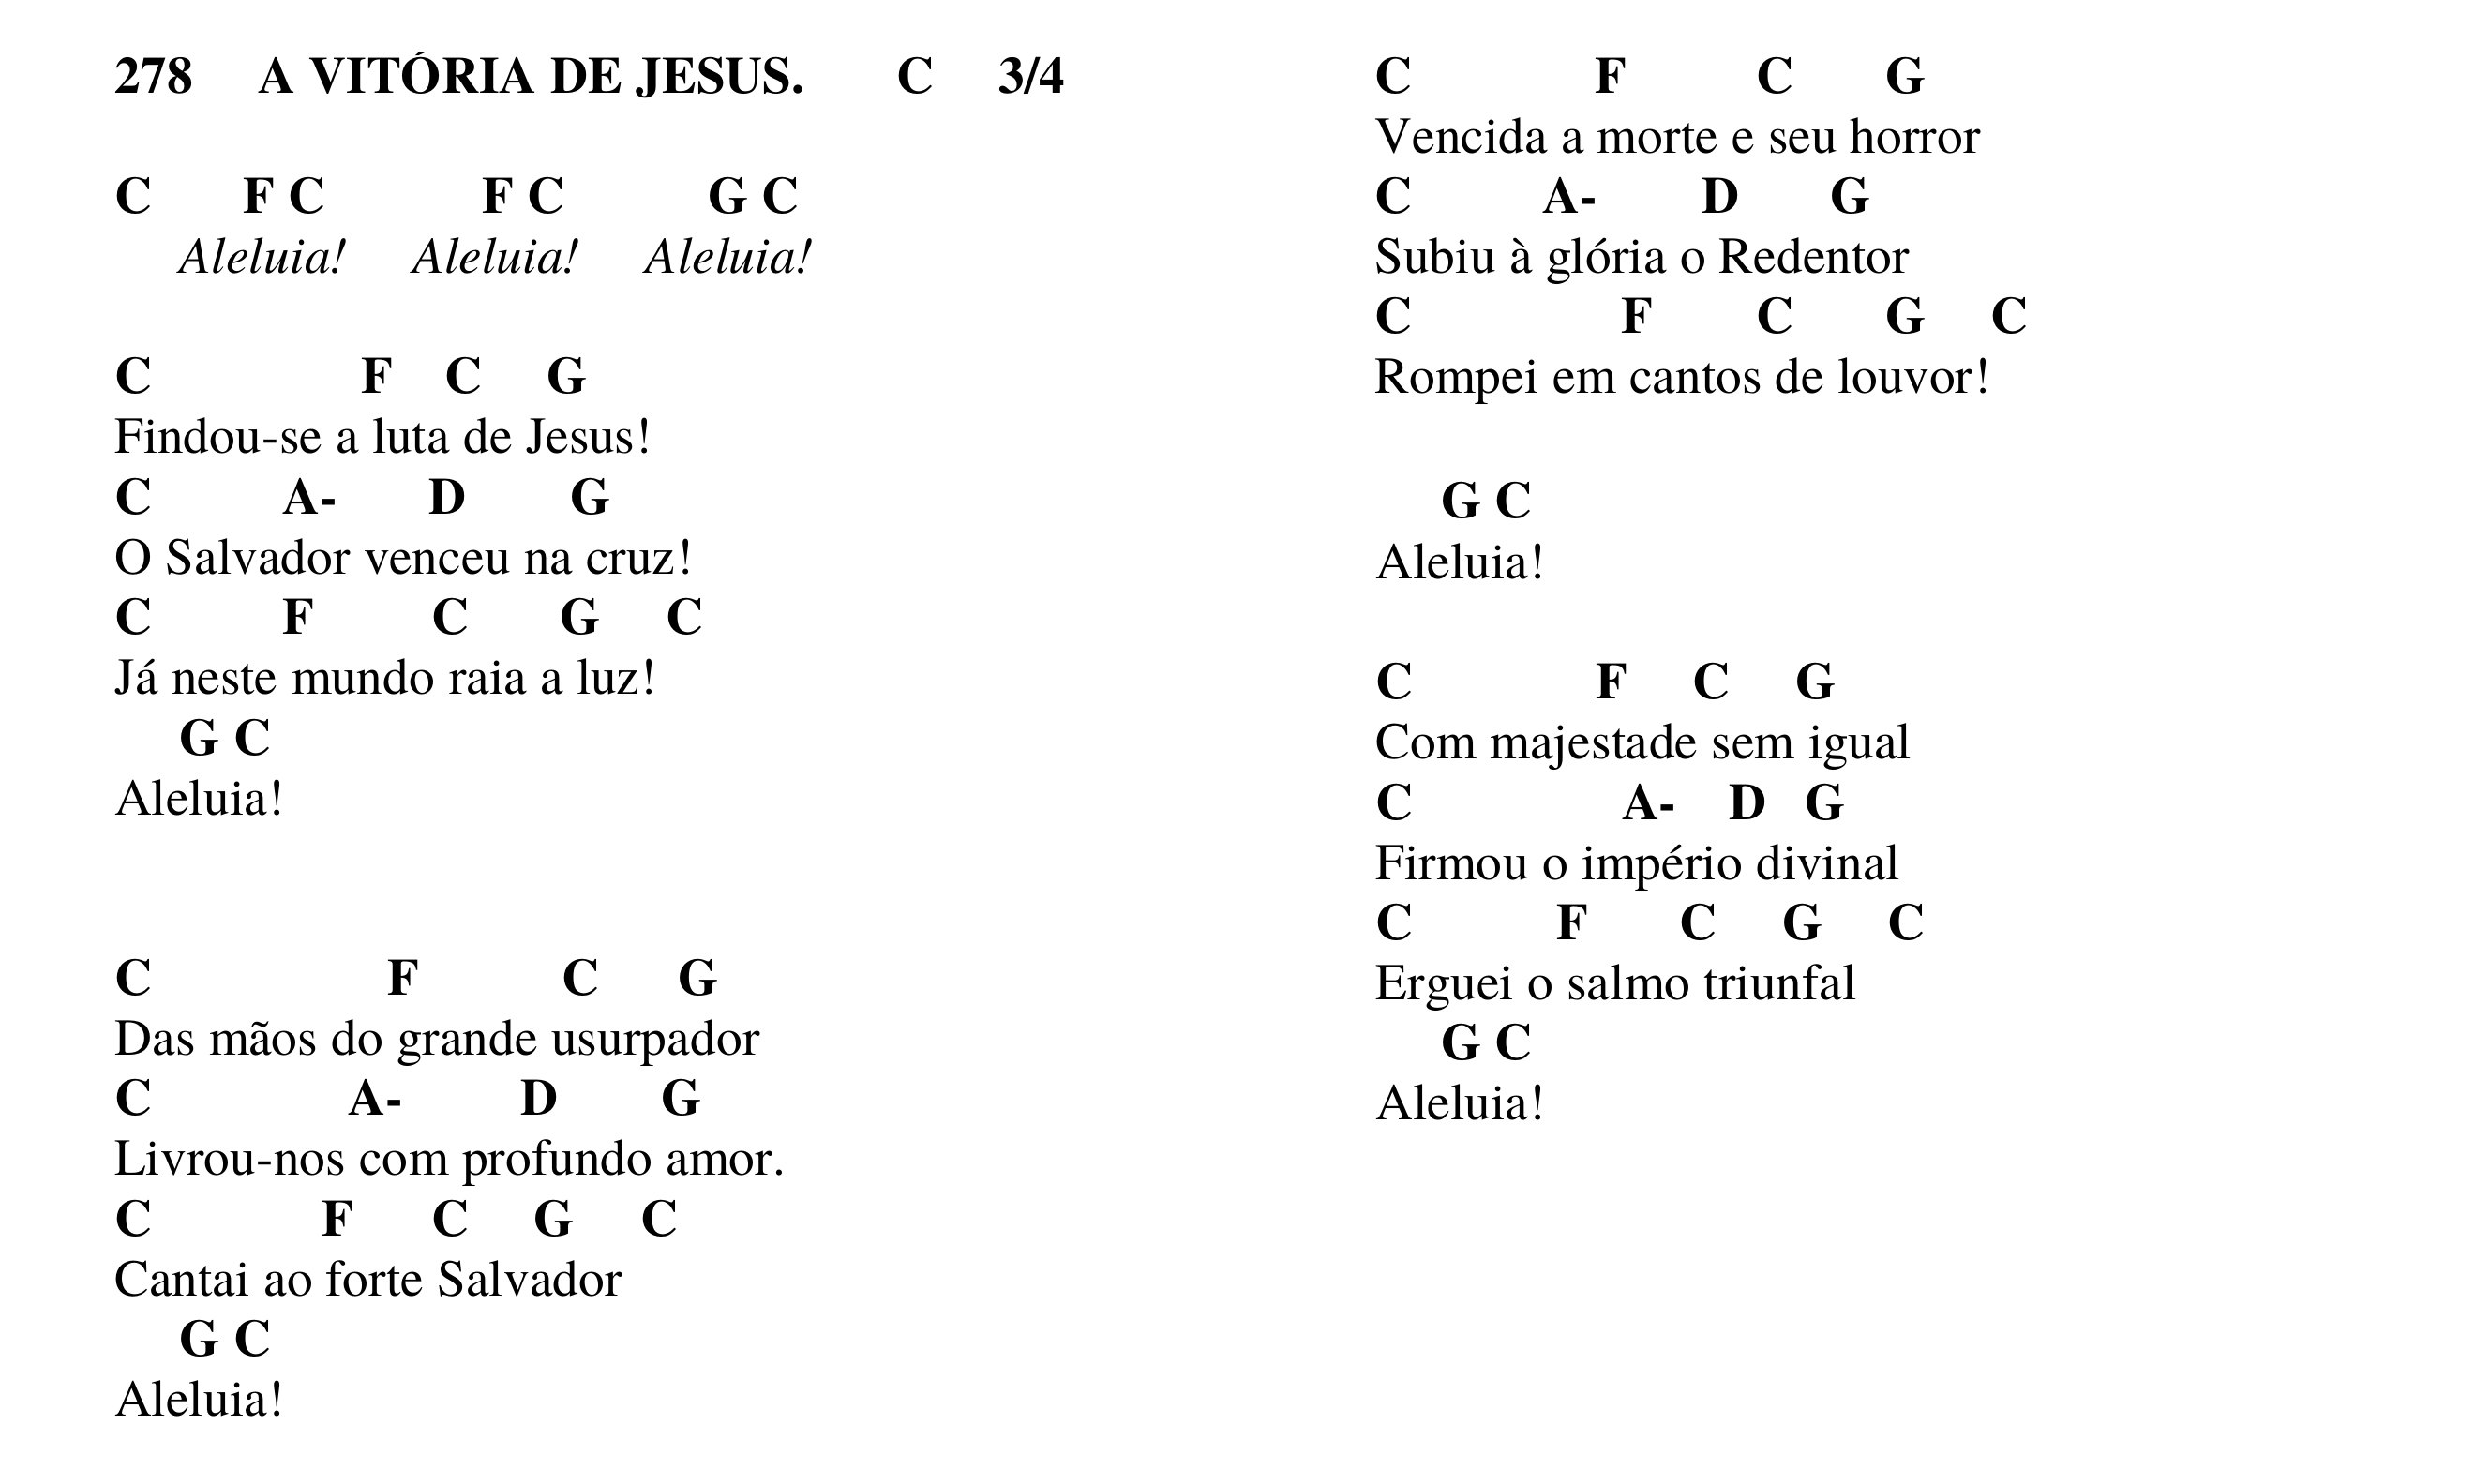 278 A VITÓRIA DE JESUS. C 3/4
C F C F C G C
Aleluia! Aleluia! Aleluia!
C F C G
Findou-se a luta de Jesus!
C A- D G
O Salvador venceu na cruz!
C F C G C
Já neste mundo raia a luz!
G C
Aleluia!
C F C G
Das mãos do grande usurpador
C A- D G
Livrou-nos com profundo amor.
C F C G C
Cantai ao forte Salvador
G C
Aleluia!
C F C G
Vencida a morte e seu horror
C A- D G
Subiu à glória o Redentor
C F C G C
Rompei em cantos de louvor!
G C
Aleluia!
C F C G
Com majestade sem igual
C A- D G
Firmou o império divinal
C F C G C
Erguei o salmo triunfal
G C
Aleluia!